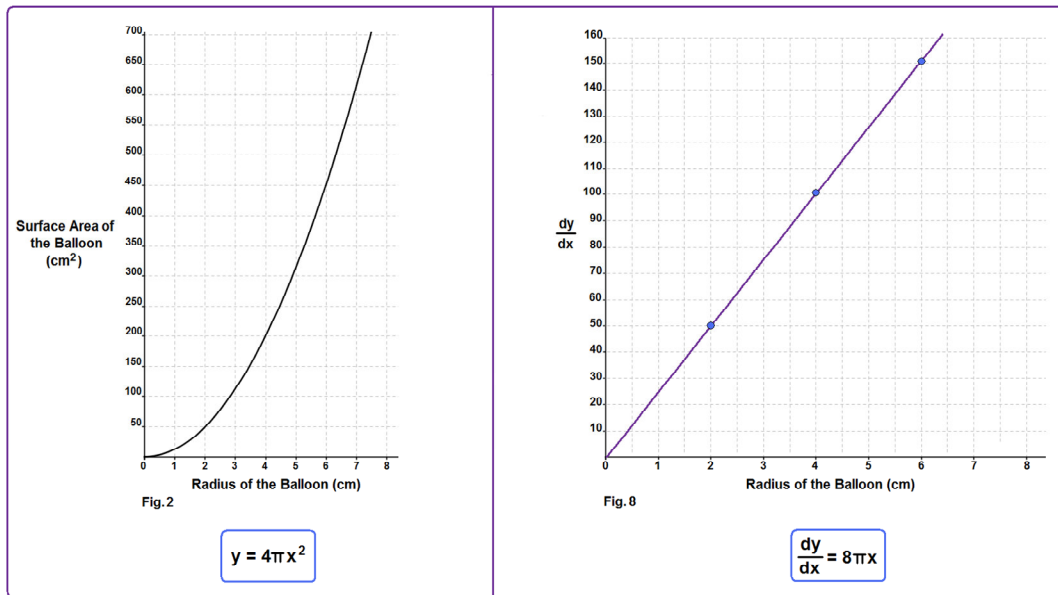 700
650
600
550
500
450
400
350
300
250
200
150
100
50
Surface Area of
the Balloon
(cm²)
0 1 2 3 4 5 6 7 8
Radius of the Balloon (cm)
Fig.2
y = 4πx²
160
150
140
130
120
110
100
90
80
70
60
50
40
30
20
10
dy
dx
0 1 2 3 4 5 6 7 8
Radius of the Balloon (cm)
Fig.8
dy
dx = 8πx